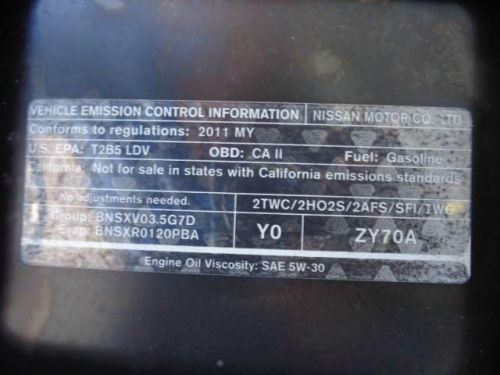 VEHICLE EMISSION CONTROL INFORMATION NISSAN MOTOR CO. LTD
Conforms to regulations: 2011 MY
U.S. EPA: T2B5 LDV OBD: CA II Fuel: Gasoline
California: Not for sale in states with California emissions standards
No adjustments needed. 2TWC/2HO2S/2AFS/SFI/TWC
Group: BNSXV03.5G7D
Evap: BNSXR0120PBA Y0 ZY70A
Engine Oil Viscosity: SAE 5W-30